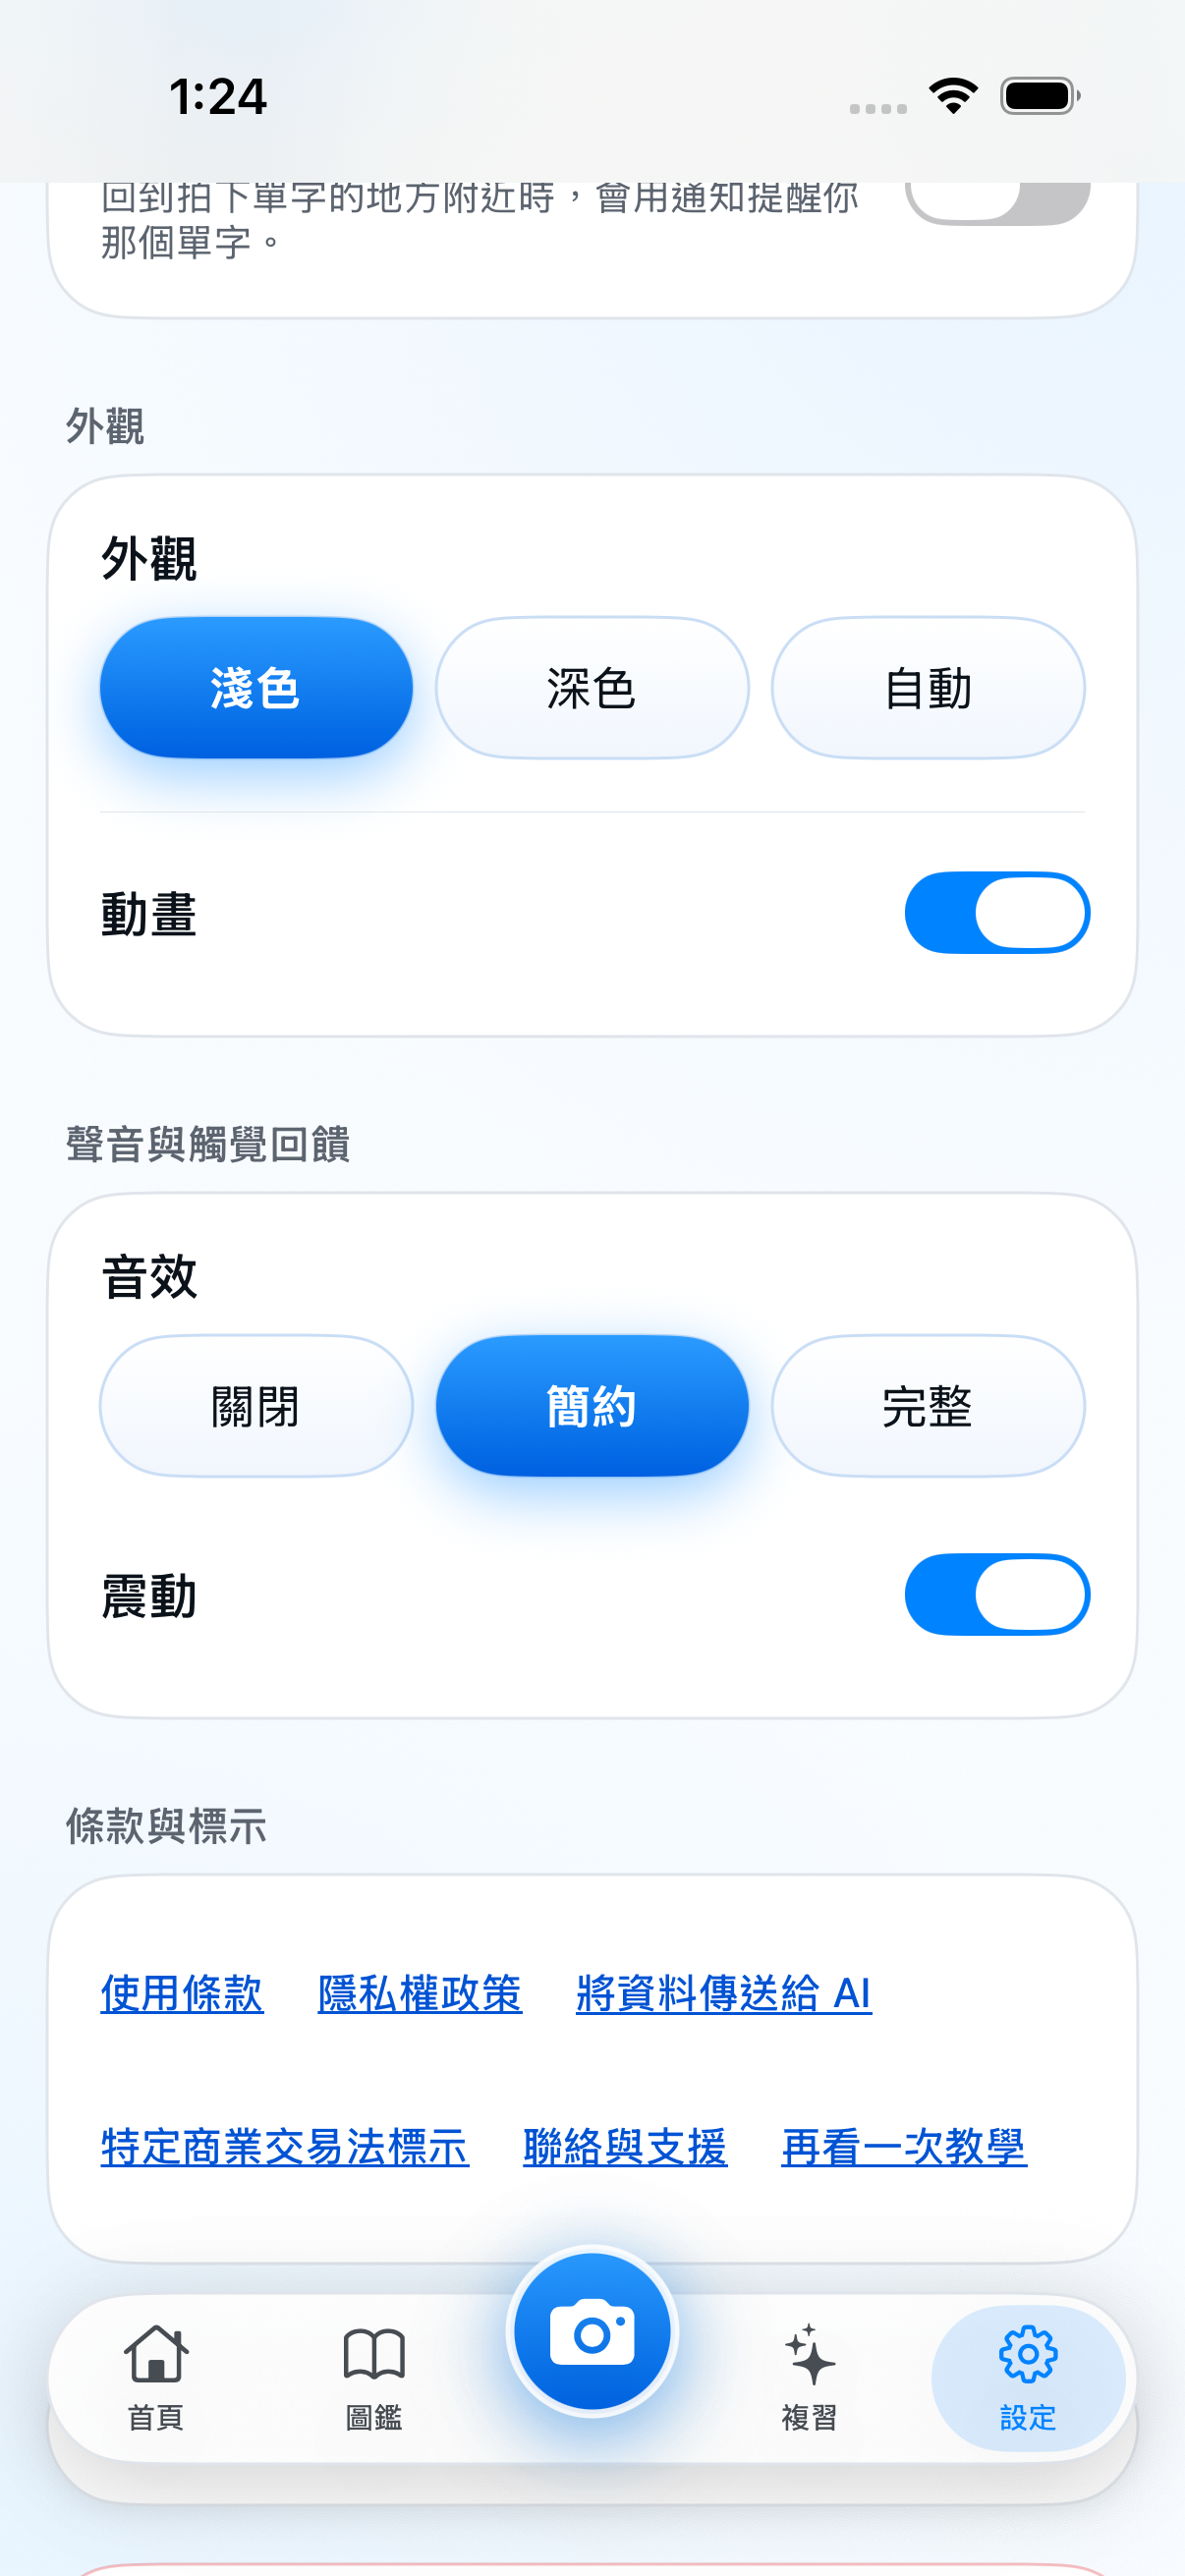 1:24
回到拍下單字的地方附近時，會用通知提醒你
那個單字。
外觀
外觀
淺色
深色
自動
動畫
聲音與觸覺回饋
音效
關閉
簡約
完整
震動
條款與標示
使用條款
隱私權政策
將資料傳送給 AI
特定商業交易法標示
聯絡與支援
再看一次教學
首頁
圖鑑
複習
設定